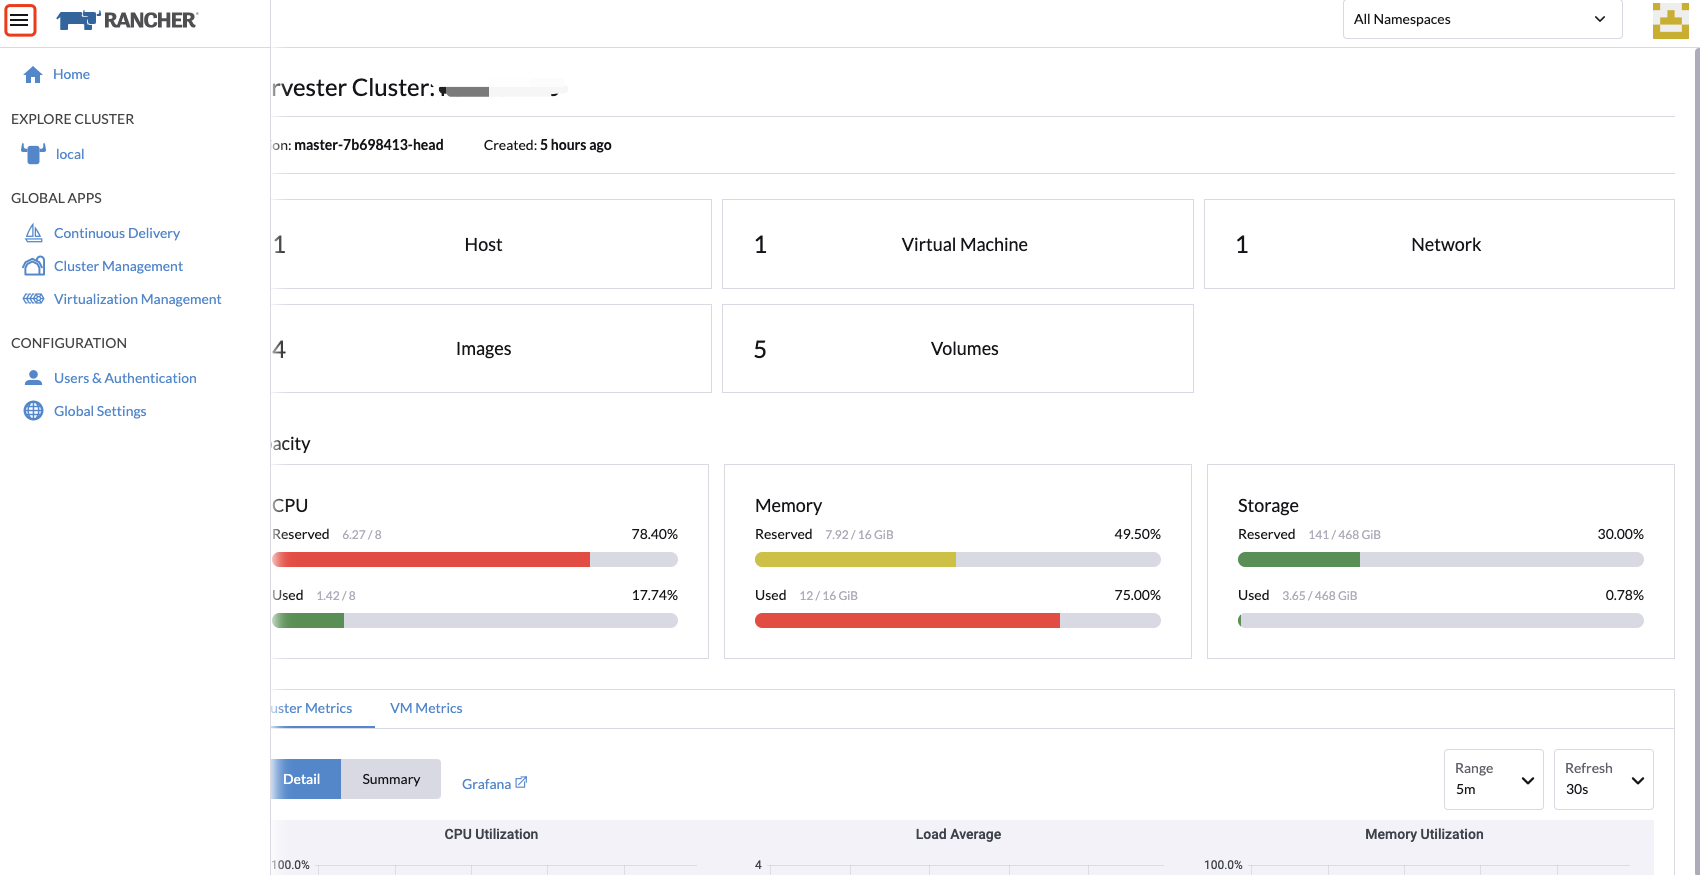 RANCHER
All Namespaces
Home
EXPLORE CLUSTER
local
GLOBAL APPS
Continuous Delivery
Cluster Management
Virtualization Management
CONFIGURATION
Users & Authentication
Global Settings
rvester Cluster:
on: master-7b698413-head Created: 5 hours ago
1 Host
1 Virtual Machine
1 Network
4 Images
5 Volumes
acity
CPU
Reserved 6.27 / 8 78.40%
Used 1.42 / 8 17.74%
Memory
Reserved 7.92 / 16 GiB 49.50%
Used 12 / 16 GiB 75.00%
Storage
Reserved 141 / 468 GiB 30.00%
Used 3.65 / 468 GiB 0.78%
uster Metrics VM Metrics
Detail Summary Grafana
Range
5m
Refresh
30s
CPU Utilization
100.0%
Load Average
4
Memory Utilization
100.0%